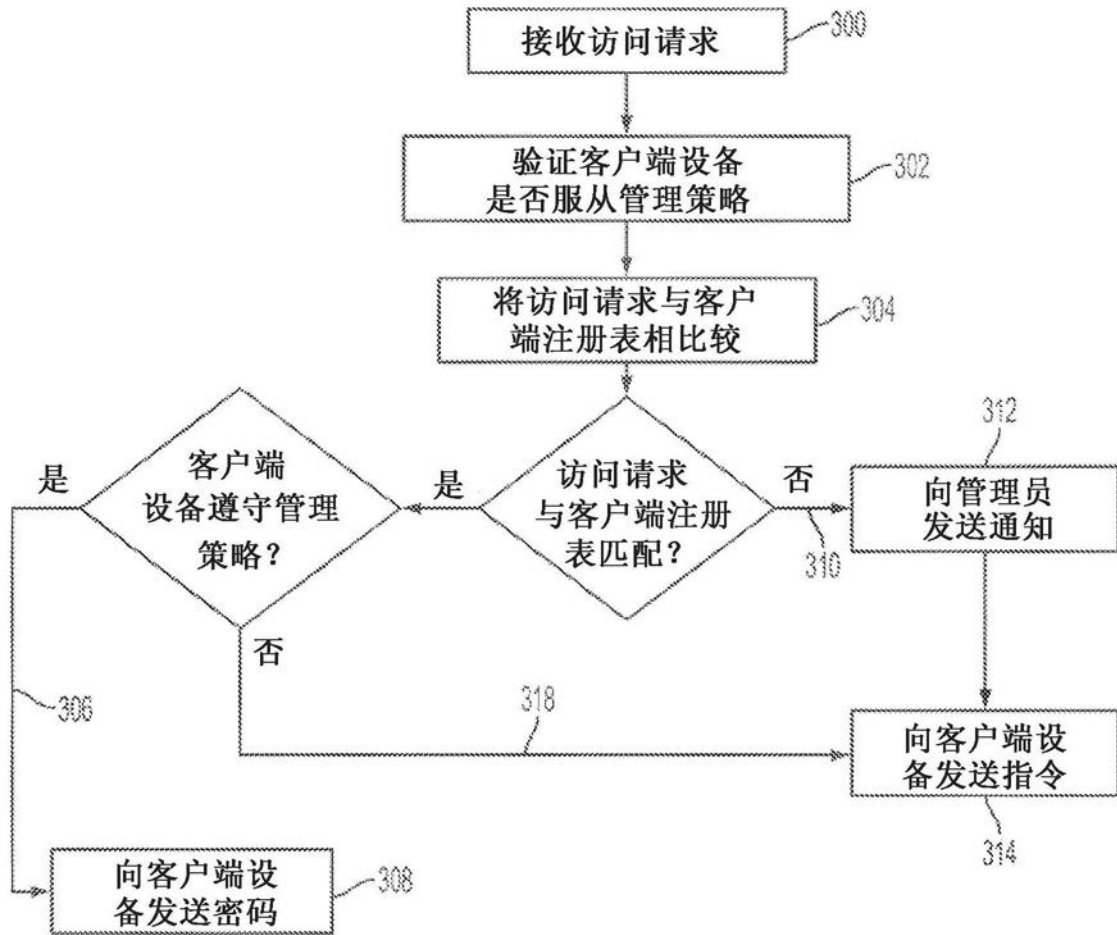 接收访问请求
300
验证客户端设备
是否服从管理策略
302
将访问请求与客户
端注册表相比较
304
客户端
设备遵守管理
策略？
是
否
访问请求
与客户端注册
表匹配？
是
否
310
312
向管理员
发送通知
306
318
向客户端设
备发送指令
314
向客户端设
备发送密码
308